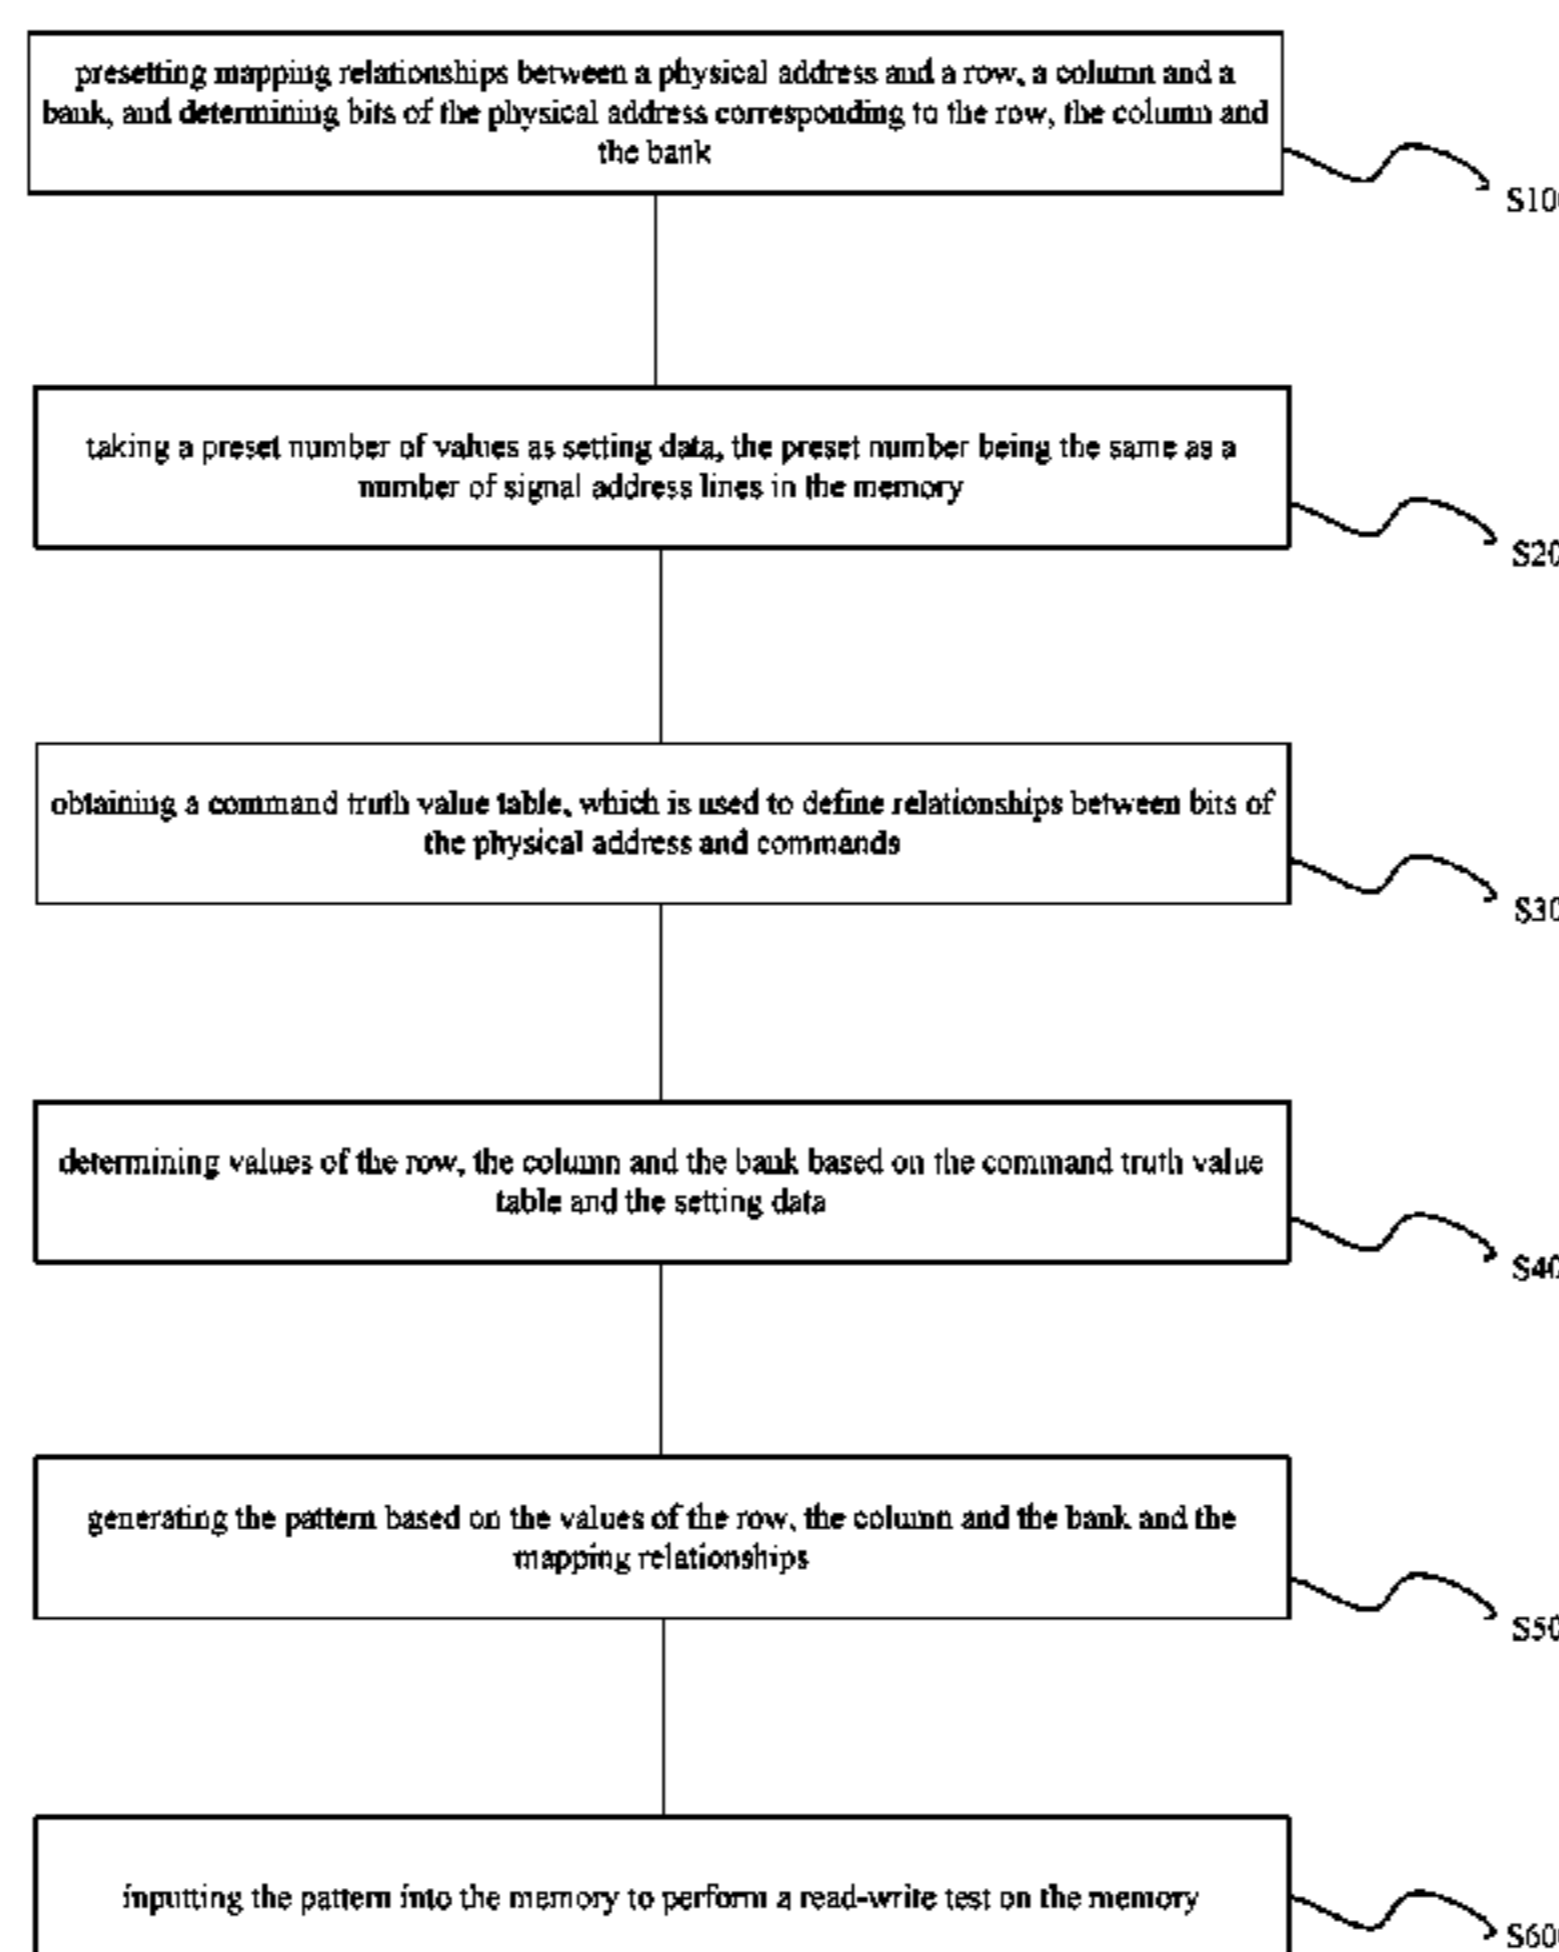 presetting mapping relationships between a physical address and a row, a column and a
bank, and determining bits of the physical address corresponding to the row, the column and
the bank
S10
taking a preset number of values as setting data, the preset number being the same as a
number of signal address lines in the memory
S20
obtaining a command truth value table, which is used to define relationships between bits of
the physical address and commands
S30
determining values of the row, the column and the bank based on the command truth value
table and the setting data
S40
generating the pattern based on the values of the row, the column and the bank and the
mapping relationships
S50
inputting the pattern into the memory to perform a read-write test on the memory
S60